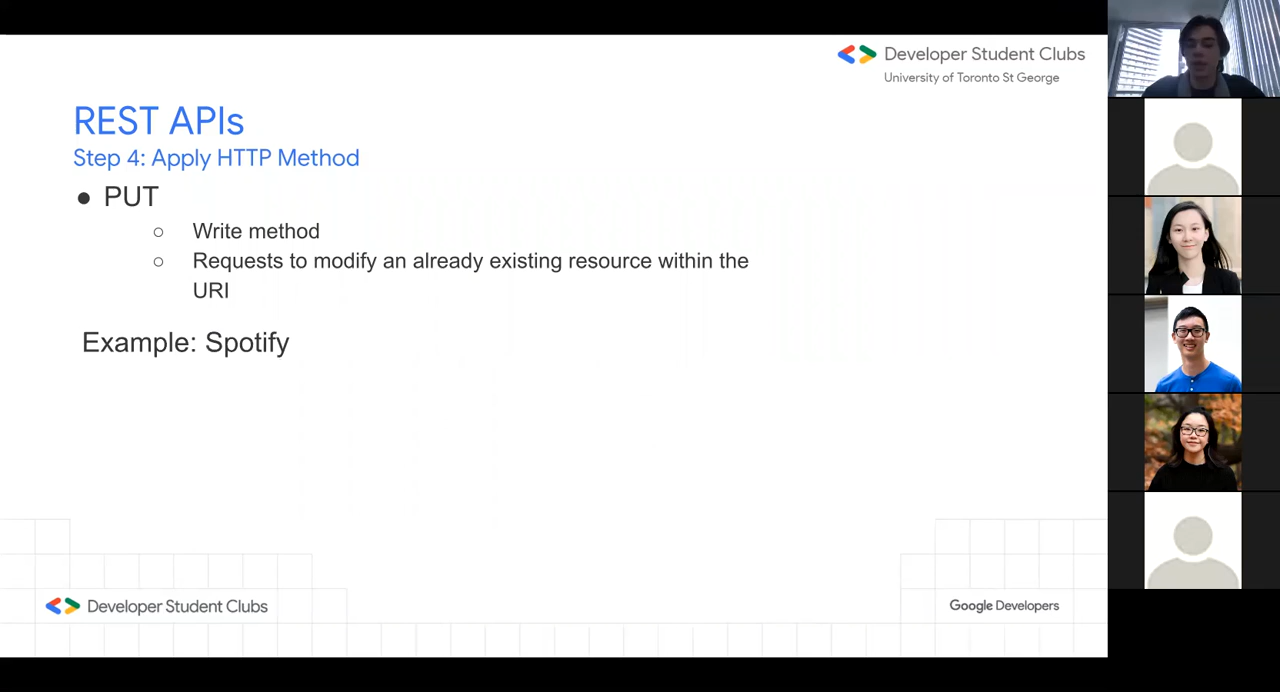 Developer Student Clubs
University of Toronto St George
REST APIs
Step 4: Apply HTTP Method
● PUT
○ Write method
○ Requests to modify an already existing resource within the
URI
Example: Spotify
Developer Student Clubs
Google Developers